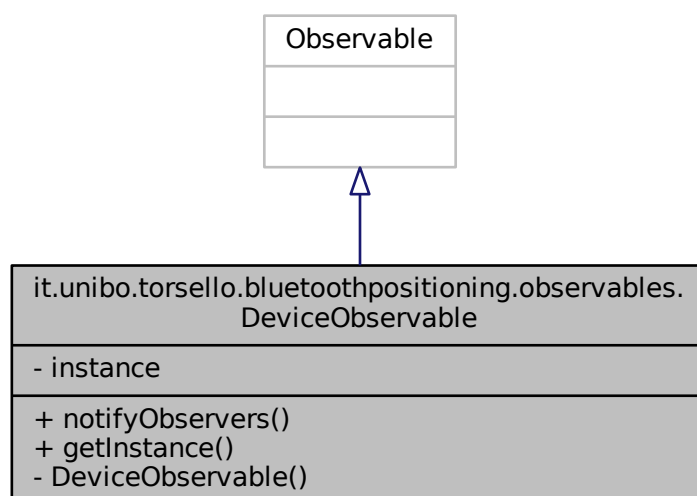 Observable
it.unibo.torsello.bluetoothpositioning.observables.
DeviceObservable
- instance
+ notifyObservers()
+ getInstance()
- DeviceObservable()